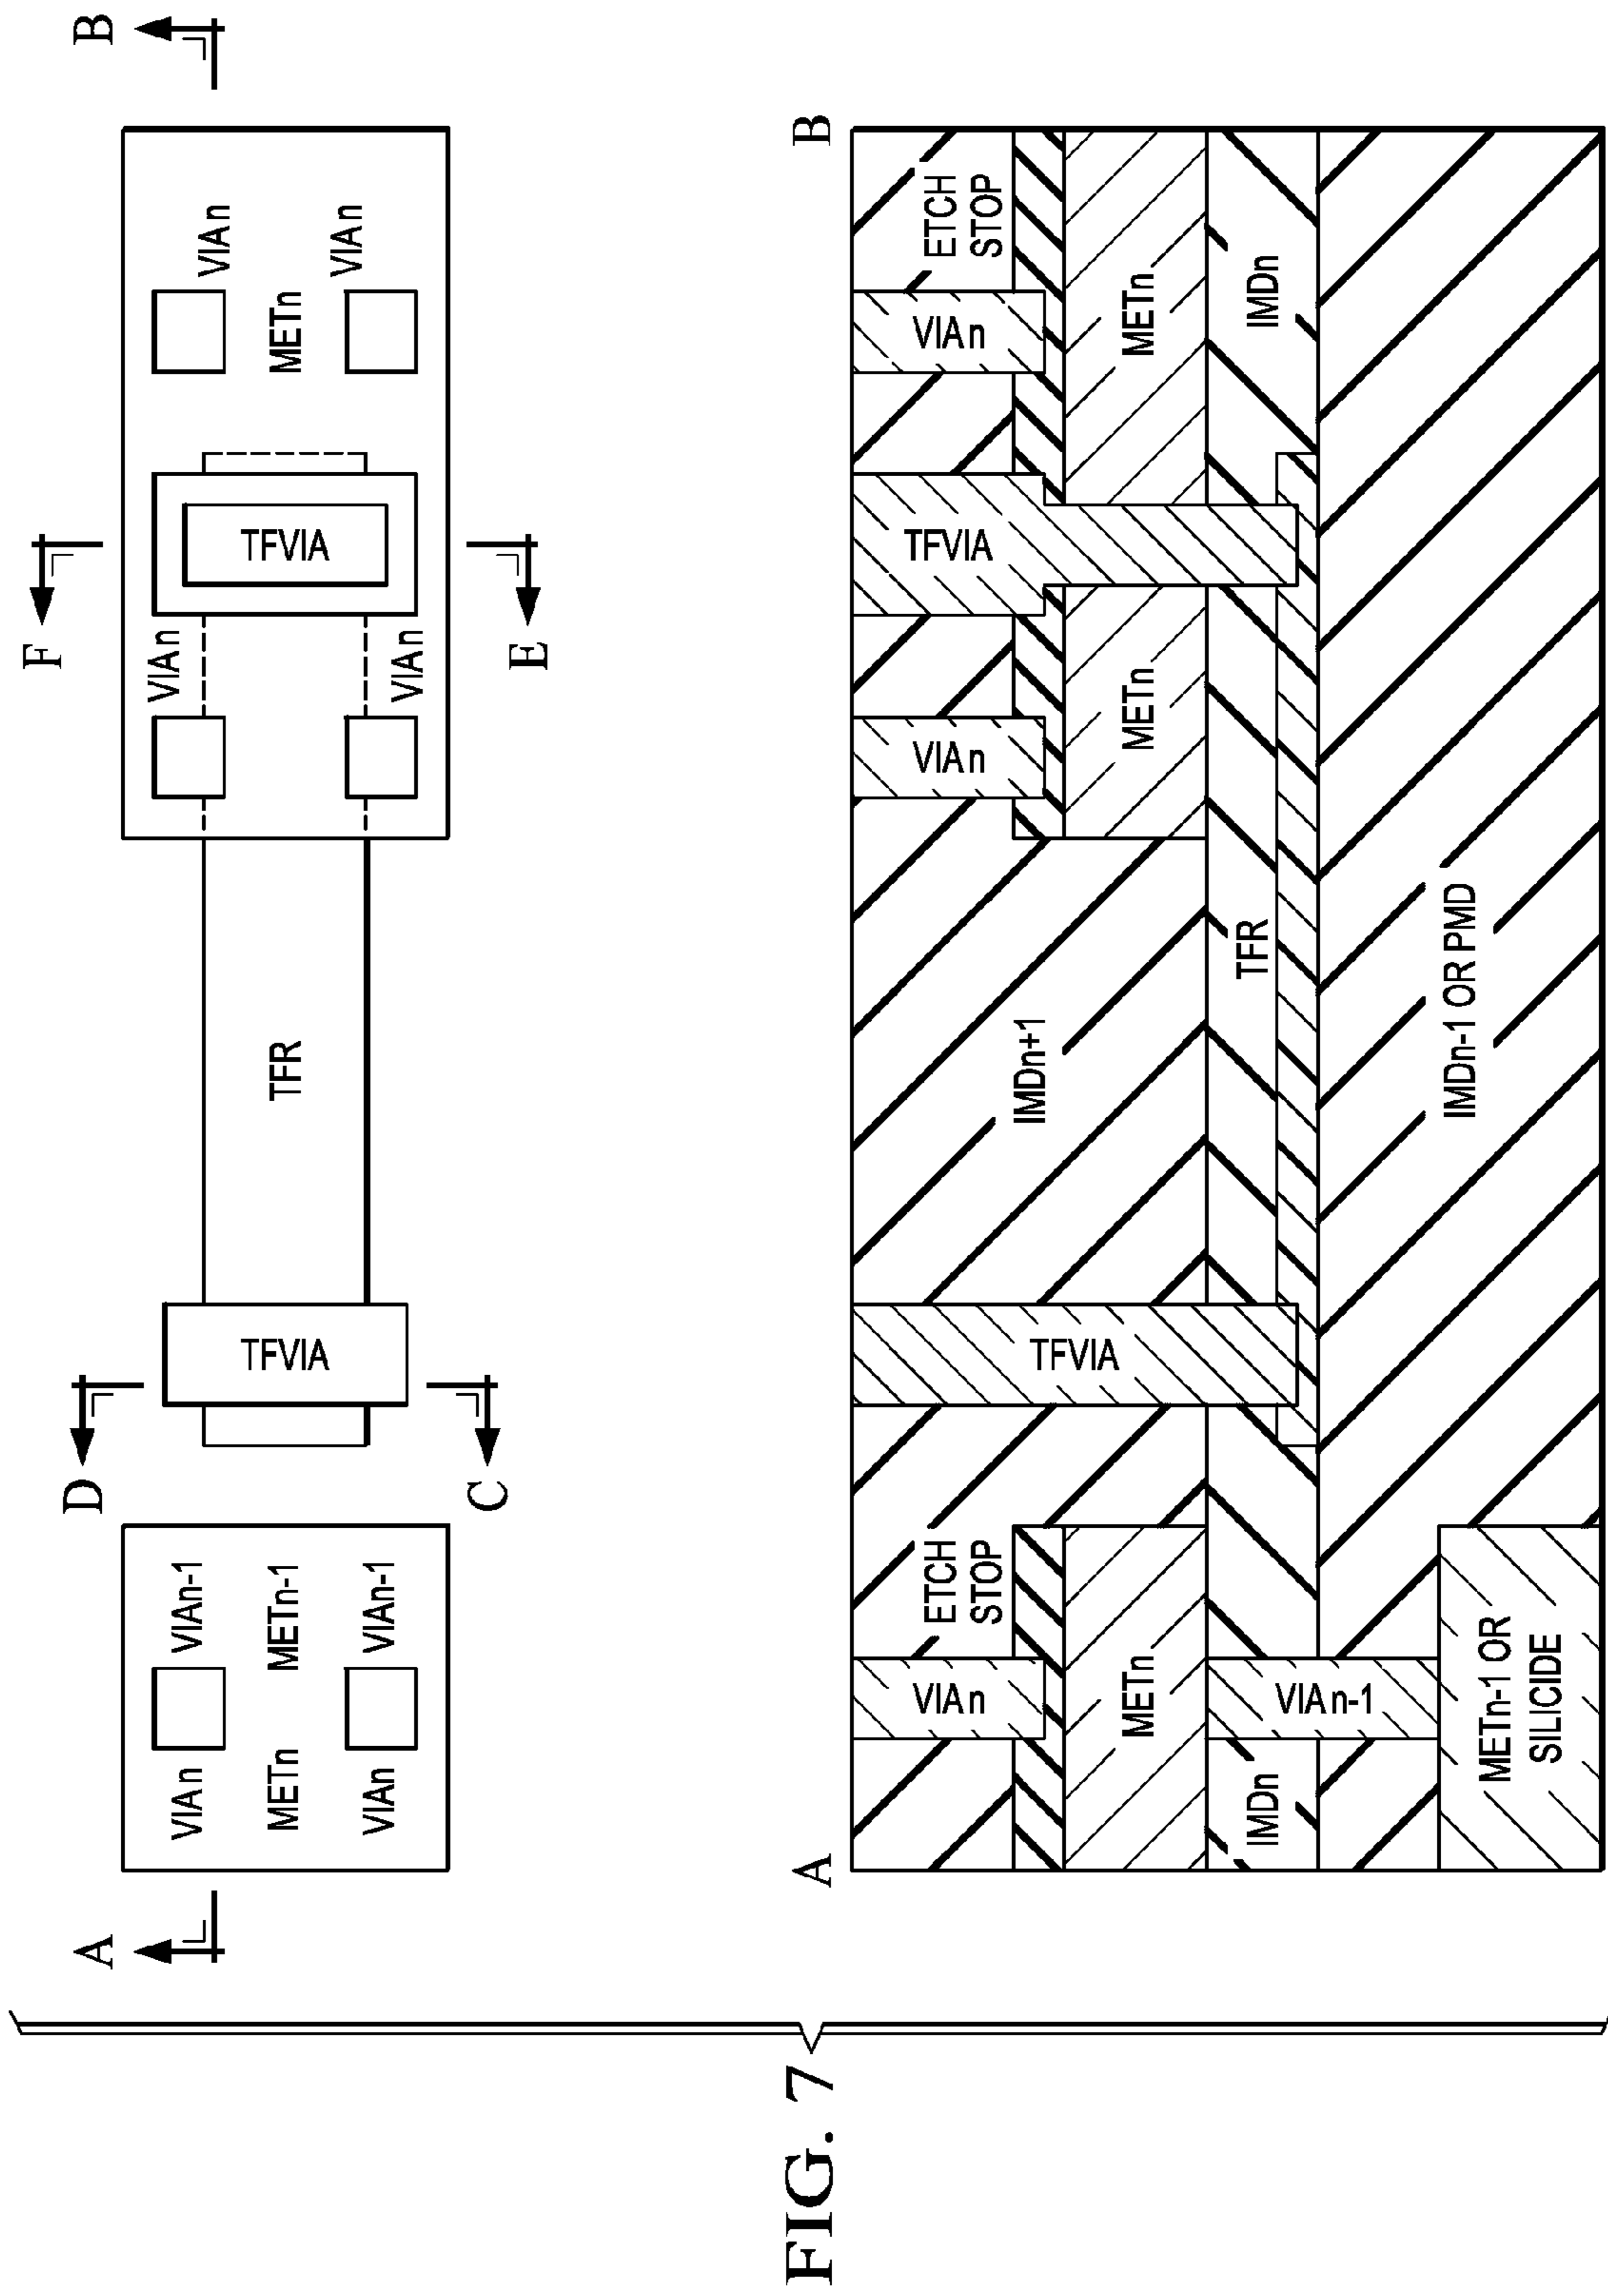 A
B
VIAn
VIAn-1
METn
METn-1
VIAn
VIAn-1
D
C
TFVIA
TFR
F
E
VIAn
VIAn
TFVIA
VIAn
METn
VIAn
A
B
VIAn
ETCH
STOP
METn
IMDn
VIAn-1
METn-1 OR
SILICIDE
TFVIA
IMDn+1
TFR
IMDn-1 OR PMD
VIAn
METn
TFVIA
VIAn
ETCH
STOP
METn
IMDn
FIG. 7